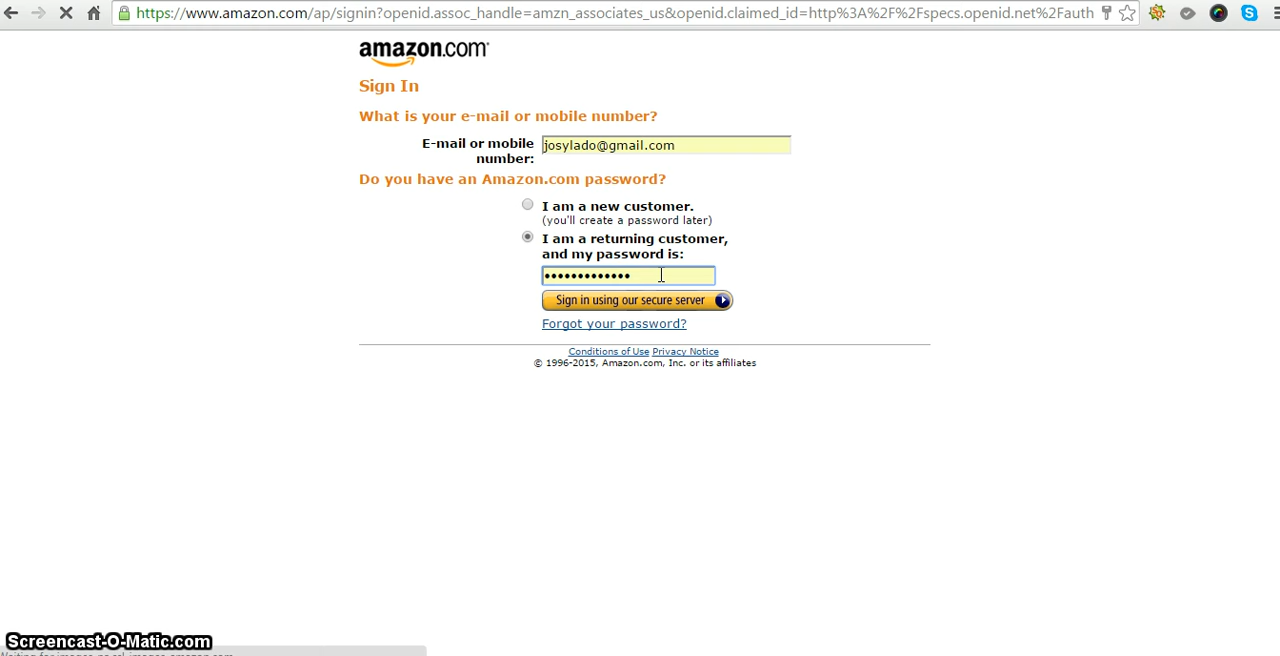 https://www.amazon.com/ap/signin?openid.assoc_handle=amzn_associates_us&openid.claimed_id=http%3A%2F%2Fspecs.openid.net%2Fauth
amazon.com
Sign In
What is your e-mail or mobile number?
E-mail or mobile number:
josylado@gmail.com
Do you have an Amazon.com password?
I am a new customer.
(you'll create a password later)
I am a returning customer,
and my password is:
•••••••••••••
Sign in using our secure server
Forgot your password?
Conditions of Use Privacy Notice
© 1996-2015, Amazon.com, Inc. or its affiliates
Screencast-O-Matic.com